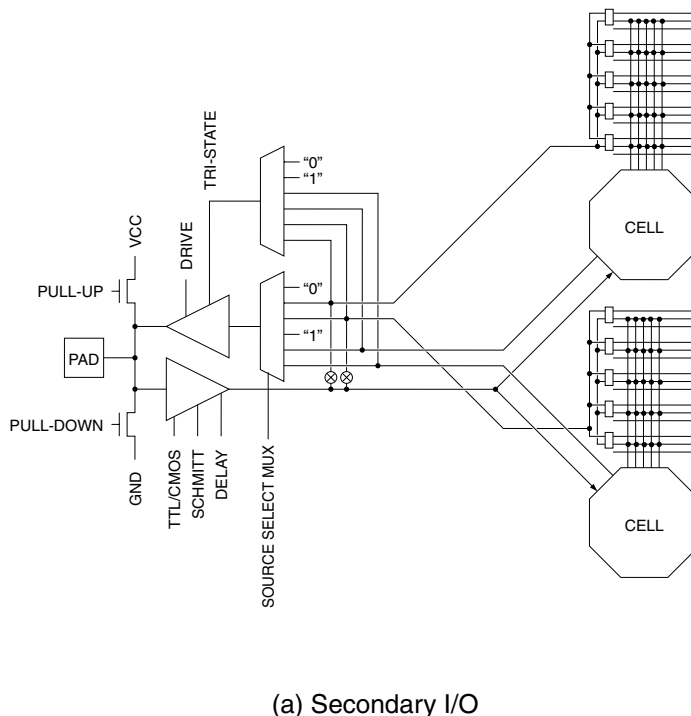 "0"
"1"
TRI-STATE
CELL
VCC
DRIVE
PULL-UP
"0"
"1"
PAD
PULL-DOWN
GND
TTL/CMOS
SCHMITT
DELAY
SOURCE SELECT MUX
CELL
(a) Secondary I/O